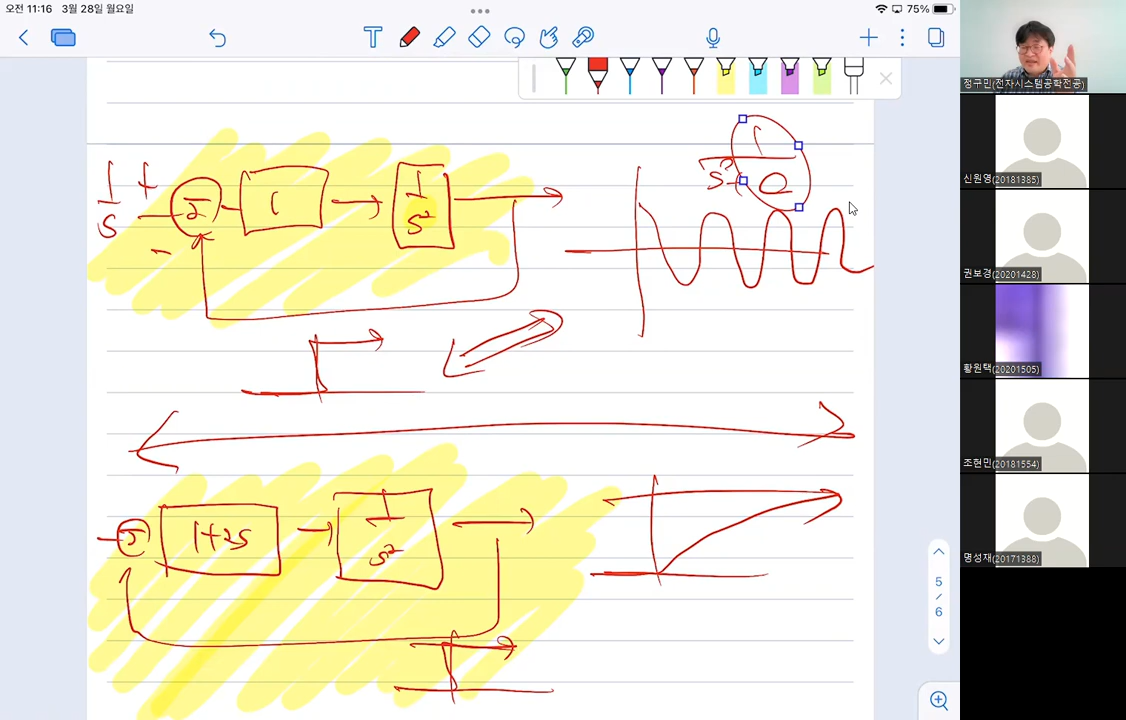 오전 11:16 3월 28일 월요일
75%
T
정구민(전자시스템공학전공)
신원영(20181385)
권보경(20201428)
황원택(20201505)
조현민(20181554)
명성재(20171388)
1/s
+
Σ
-
1
1/s²
1
s²+
Σ
1+2s
1/s²
5
/
6